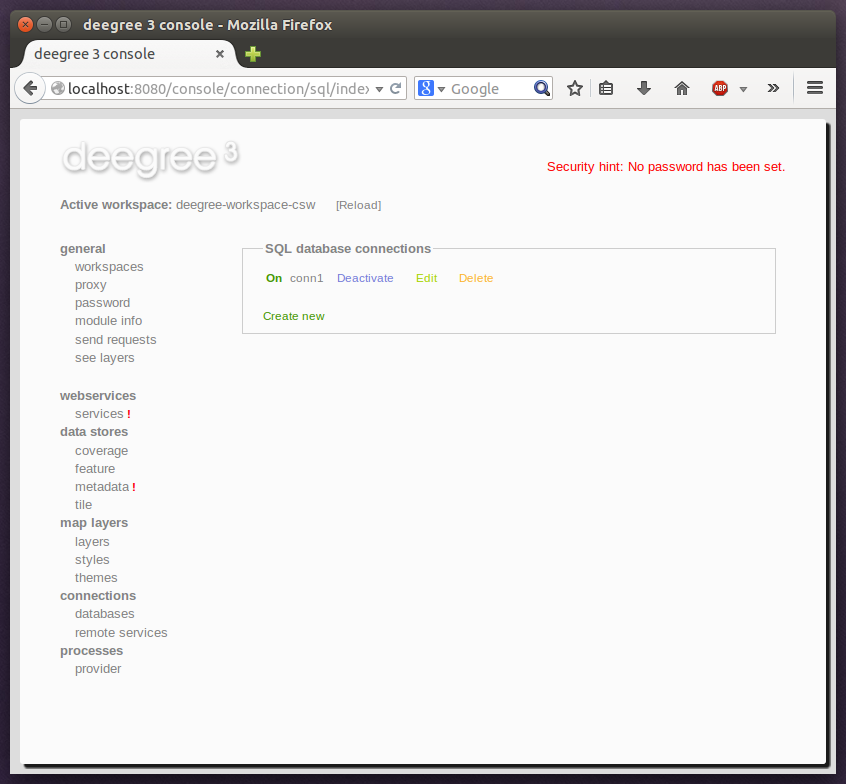 deegree 3 console - Mozilla Firefox
deegree 3 console
localhost:8080/console/connection/sql/index
8 Google
ABP
deegree 3
Security hint: No password has been set.
Active workspace: deegree-workspace-csw [Reload]
general
workspaces
proxy
password
module info
send requests
see layers
webservices
services !
data stores
coverage
feature
metadata !
tile
map layers
layers
styles
themes
connections
databases
remote services
processes
provider
SQL database connections
On conn1 Deactivate Edit Delete
Create new